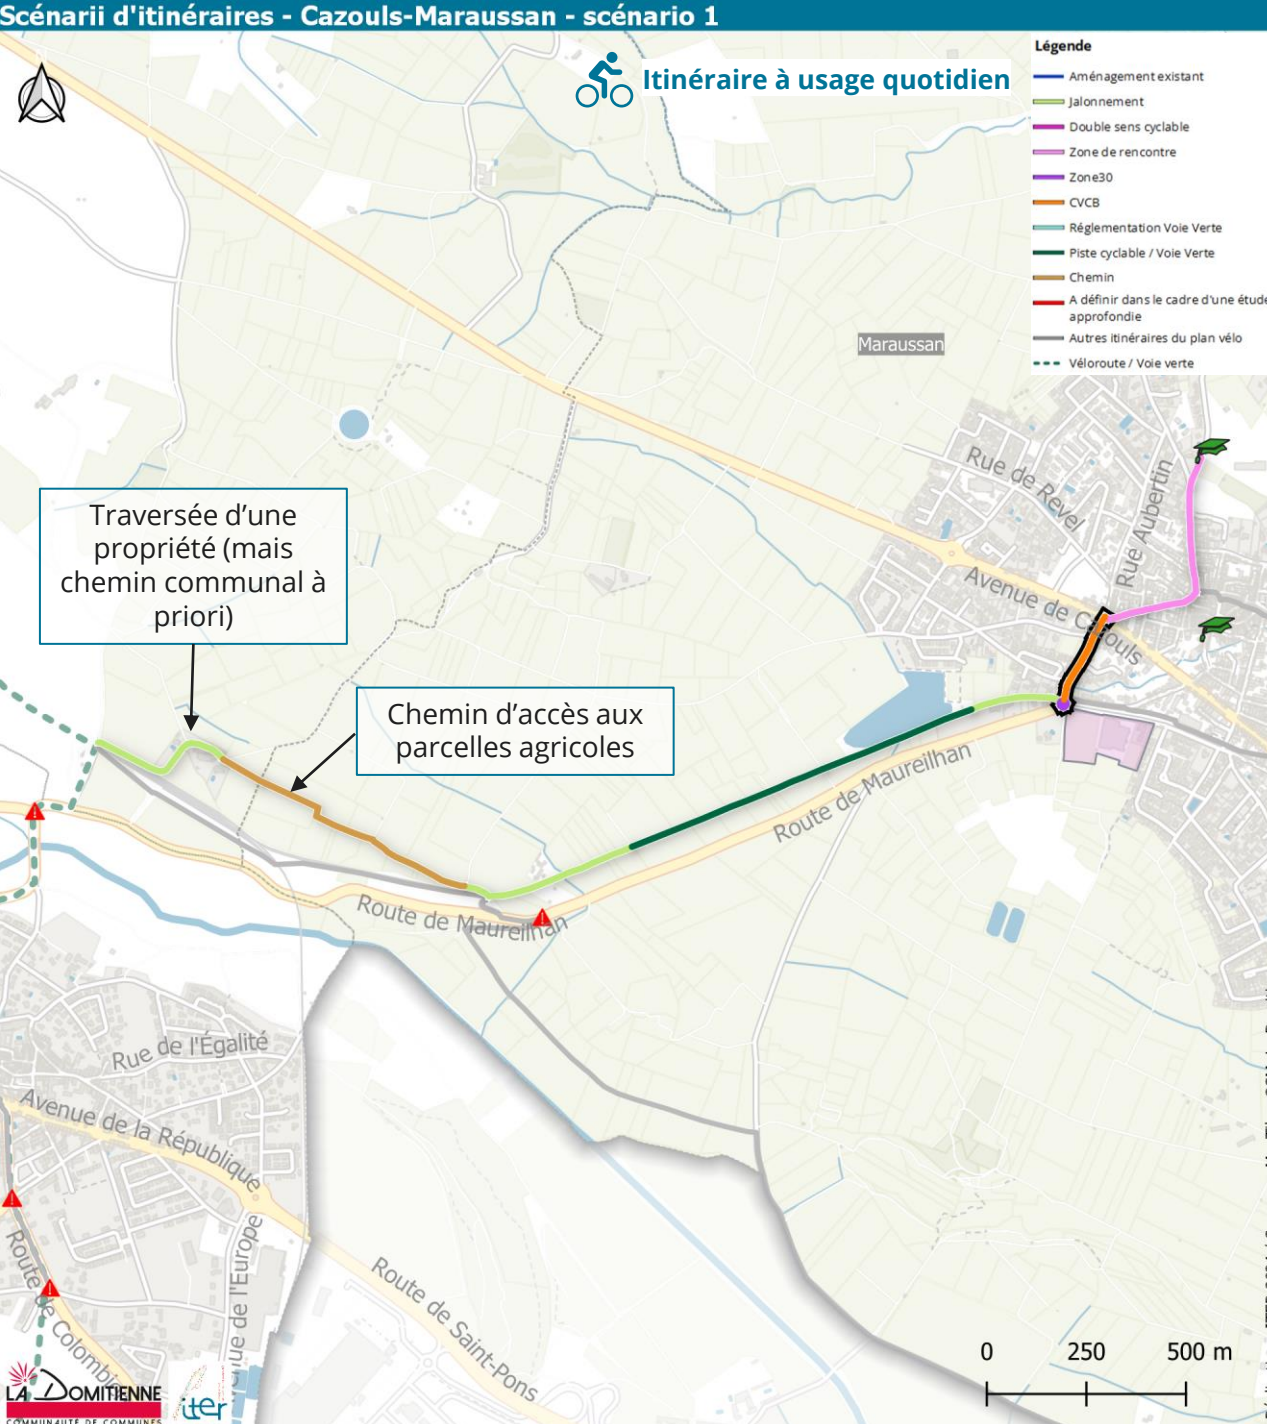 Scénarii d'itinéraires - Cazouls-Maraussan - scénario 1
Itinéraire à usage quotidien
Légende
Aménagement existant
Jalonnement
Double sens cyclable
Zone de rencontre
Zone30
CVCB
Réglementation Voie Verte
Piste cyclable / Voie Verte
Chemin
A définir dans le cadre d'une étude
approfondie
Autres itinéraires du plan vélo
Véloroute / Voie verte
Maraussan
Rue de Revel
Rue Aubertin
Avenue de Cazouls
Traversée d’une
propriété (mais
chemin communal à
priori)
Chemin d’accès aux
parcelles agricoles
Route de Maureilhan
Route de Maureilhan
Rue de l'Égalité
Avenue de la République
Route de Colombie
Avenue de l'Europe
Route de Saint-Pons
0 250 500 m
LA DOMITIENNE
COMMUNAUTÉ DE COMMUNES
iter